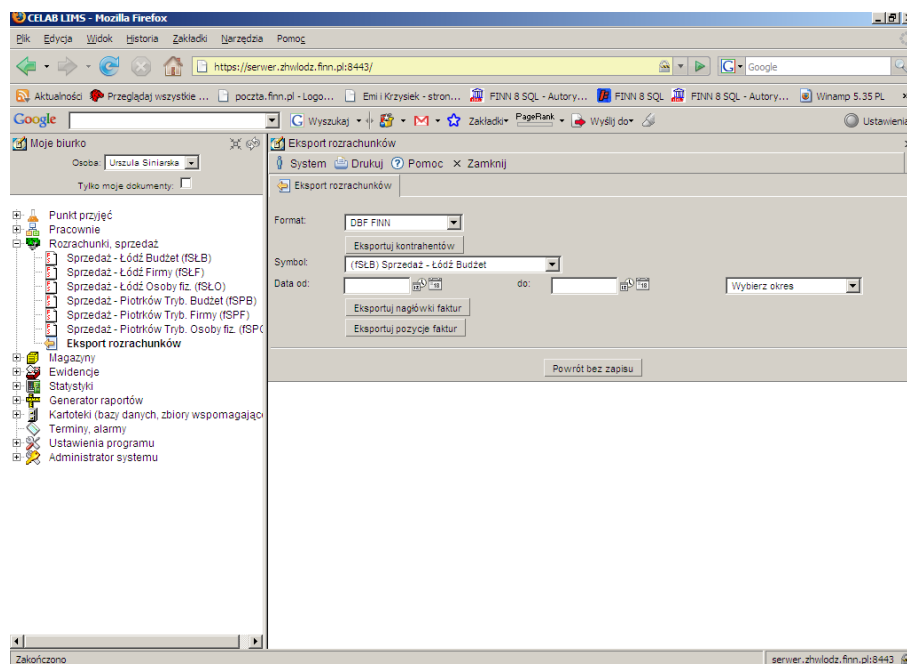 CELAB LIMS - Mozilla Firefox
Plik Edycja Widok Historia Zakładki Narzędzia Pomoc
https://serwer.zhwlodz.finn.pl:8443/ G Google
Aktualności Przeglądaj wszystkie ... poczta.finn.pl - Logo... Emi i Krzysiek - stron... FINN 8 SQL - Autory... FINN 8 SQL FINN 8 SQL - Autory... Winamp 5.35 PL
Google G Wyszukaj Zakładki PageRank Wyślij do Ustawienia
Moje biurko
Osoba: Urszula Siniarska
Tylko moje dokumenty:
Punkt przyjęć
Pracownie
Rozrachunki, sprzedaż
Sprzedaż - Łódź Budżet (fSŁB)
Sprzedaż - Łódź Firmy (fSŁF)
Sprzedaż - Łódź Osoby fiz. (fSŁO)
Sprzedaż - Piotrków Tryb. Budżet (fSPB)
Sprzedaż - Piotrków Tryb. Firmy (fSPF)
Sprzedaż - Piotrków Tryb. Osoby fiz. (fSPO
Eksport rozrachunków
Magazyny
Ewidencje
Statystyki
Generator raportów
Kartoteki (bazy danych, zbiory wspomagające
Terminy, alarmy
Ustawienia programu
Administrator systemu
Eksport rozrachunków
System Drukuj Pomoc Zamknij
Eksport rozrachunków
Format: DBF FINN
Eksportuj kontrahentów
Symbol: (fSŁB) Sprzedaż - Łódź Budżet
Data od: do: Wybierz okres
Eksportuj nagłówki faktur
Eksportuj pozycje faktur
Powrót bez zapisu
Zakończono serwer.zhwlodz.finn.pl:8443